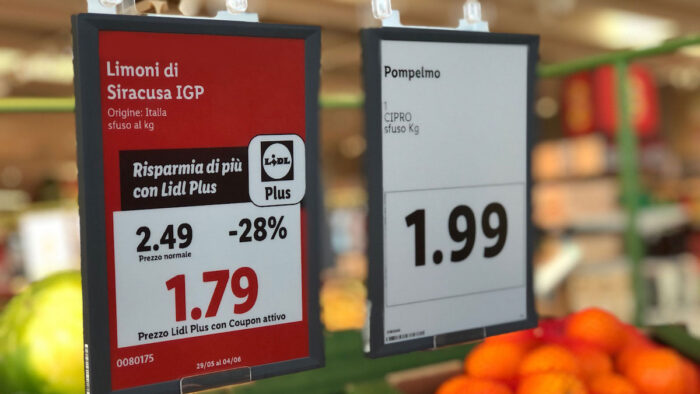 Limoni di
Siracusa IGP
Origine: Italia
sfuso al kg
Risparmia di più
con Lidl Plus
LIDL
Plus
2.49 -28%
Prezzo normale
1.79
Prezzo Lidl Plus con Coupon attivo
0080175
29/05 al 04/06
Pompelmo
1
CIPRO
sfuso Kg
1.99